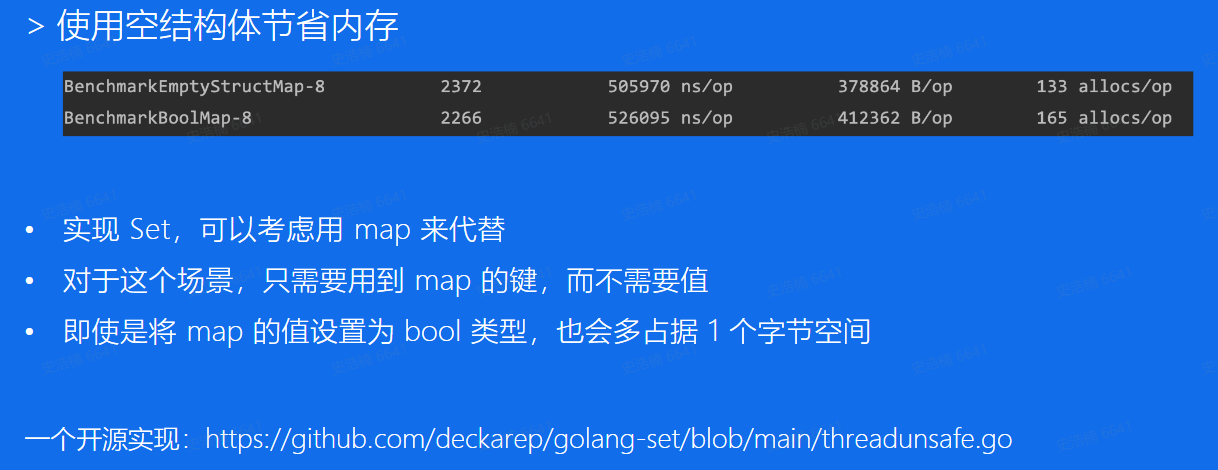 > 使用空结构体节省内存
BenchmarkEmptyStructMap-8 2372 505970 ns/op 378864 B/op 133 allocs/op
BenchmarkBoolMap-8 2266 526095 ns/op 412362 B/op 165 allocs/op
• 实现 Set，可以考虑用 map 来代替
• 对于这个场景，只需要用到 map 的键，而不需要值
• 即使是将 map 的值设置为 bool 类型，也会多占据 1 个字节空间
一个开源实现：https://github.com/deckarep/golang-set/blob/main/threadunsafe.go